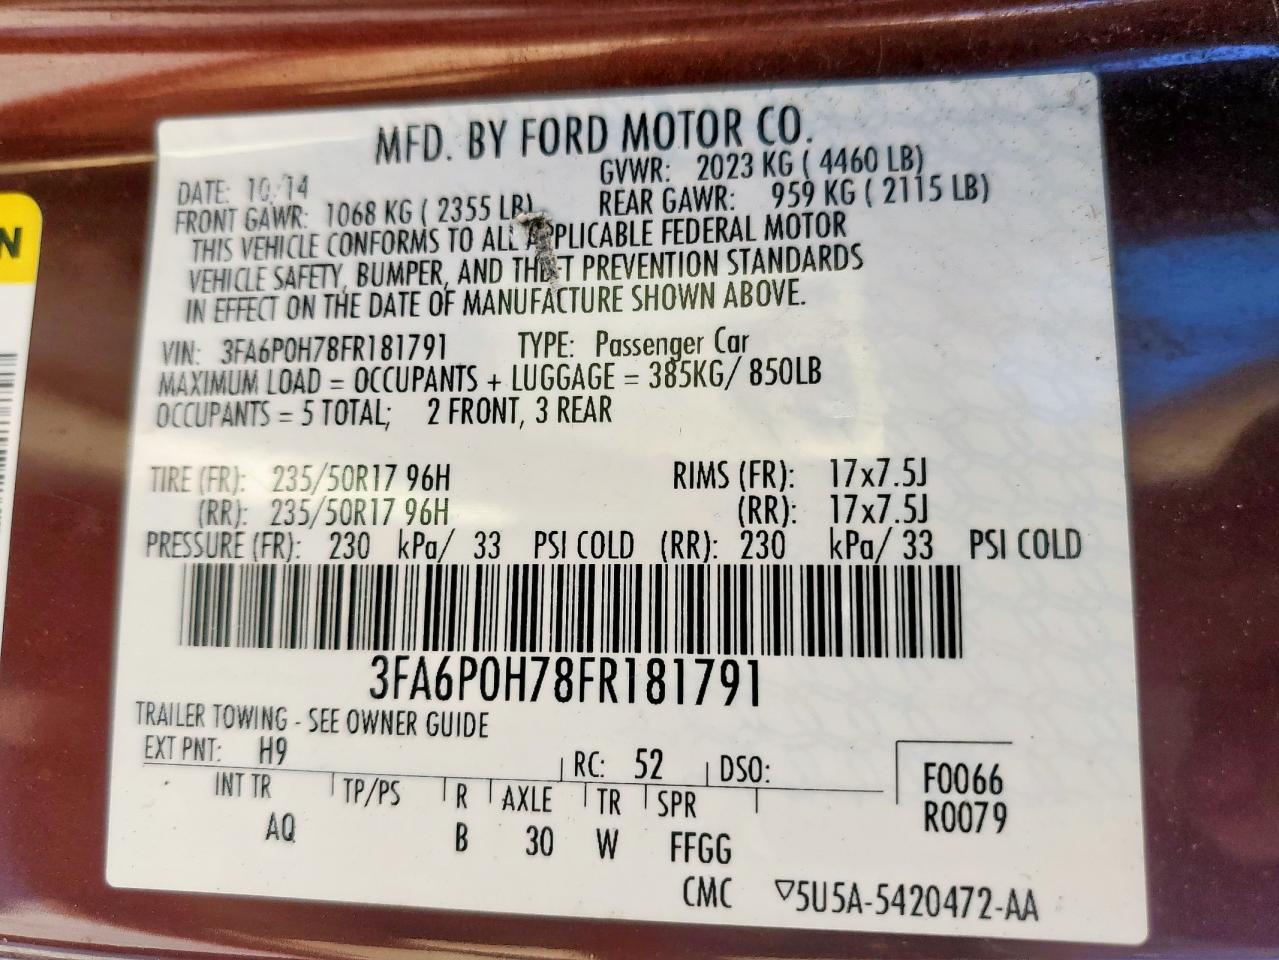 MFD. BY FORD MOTOR CO.
DATE: 10/14 GVWR: 2023 KG ( 4460 LB)
FRONT GAWR: 1068 KG ( 2355 LB) REAR GAWR: 959 KG ( 2115 LB)
THIS VEHICLE CONFORMS TO ALL APPLICABLE FEDERAL MOTOR
VEHICLE SAFETY, BUMPER, AND THEFT PREVENTION STANDARDS
IN EFFECT ON THE DATE OF MANUFACTURE SHOWN ABOVE.
VIN: 3FA6P0H78FR181791 TYPE: Passenger Car
MAXIMUM LOAD = OCCUPANTS + LUGGAGE = 385KG/ 850LB
OCCUPANTS = 5 TOTAL; 2 FRONT, 3 REAR
TIRE (FR): 235/50R17 96H RIMS (FR): 17x7.5J
(RR): 235/50R17 96H (RR): 17x7.5J
PRESSURE (FR): 230 kPa/ 33 PSI COLD (RR): 230 kPa/ 33 PSI COLD
3FA6P0H78FR181791
TRAILER TOWING - SEE OWNER GUIDE
EXT PNT: H9 RC: 52 DSO: F0066
INT TR TP/PS R AXLE TR SPR R0079
AQ B 30 W FFGG
CMC ▽5U5A-5420472-AA
N